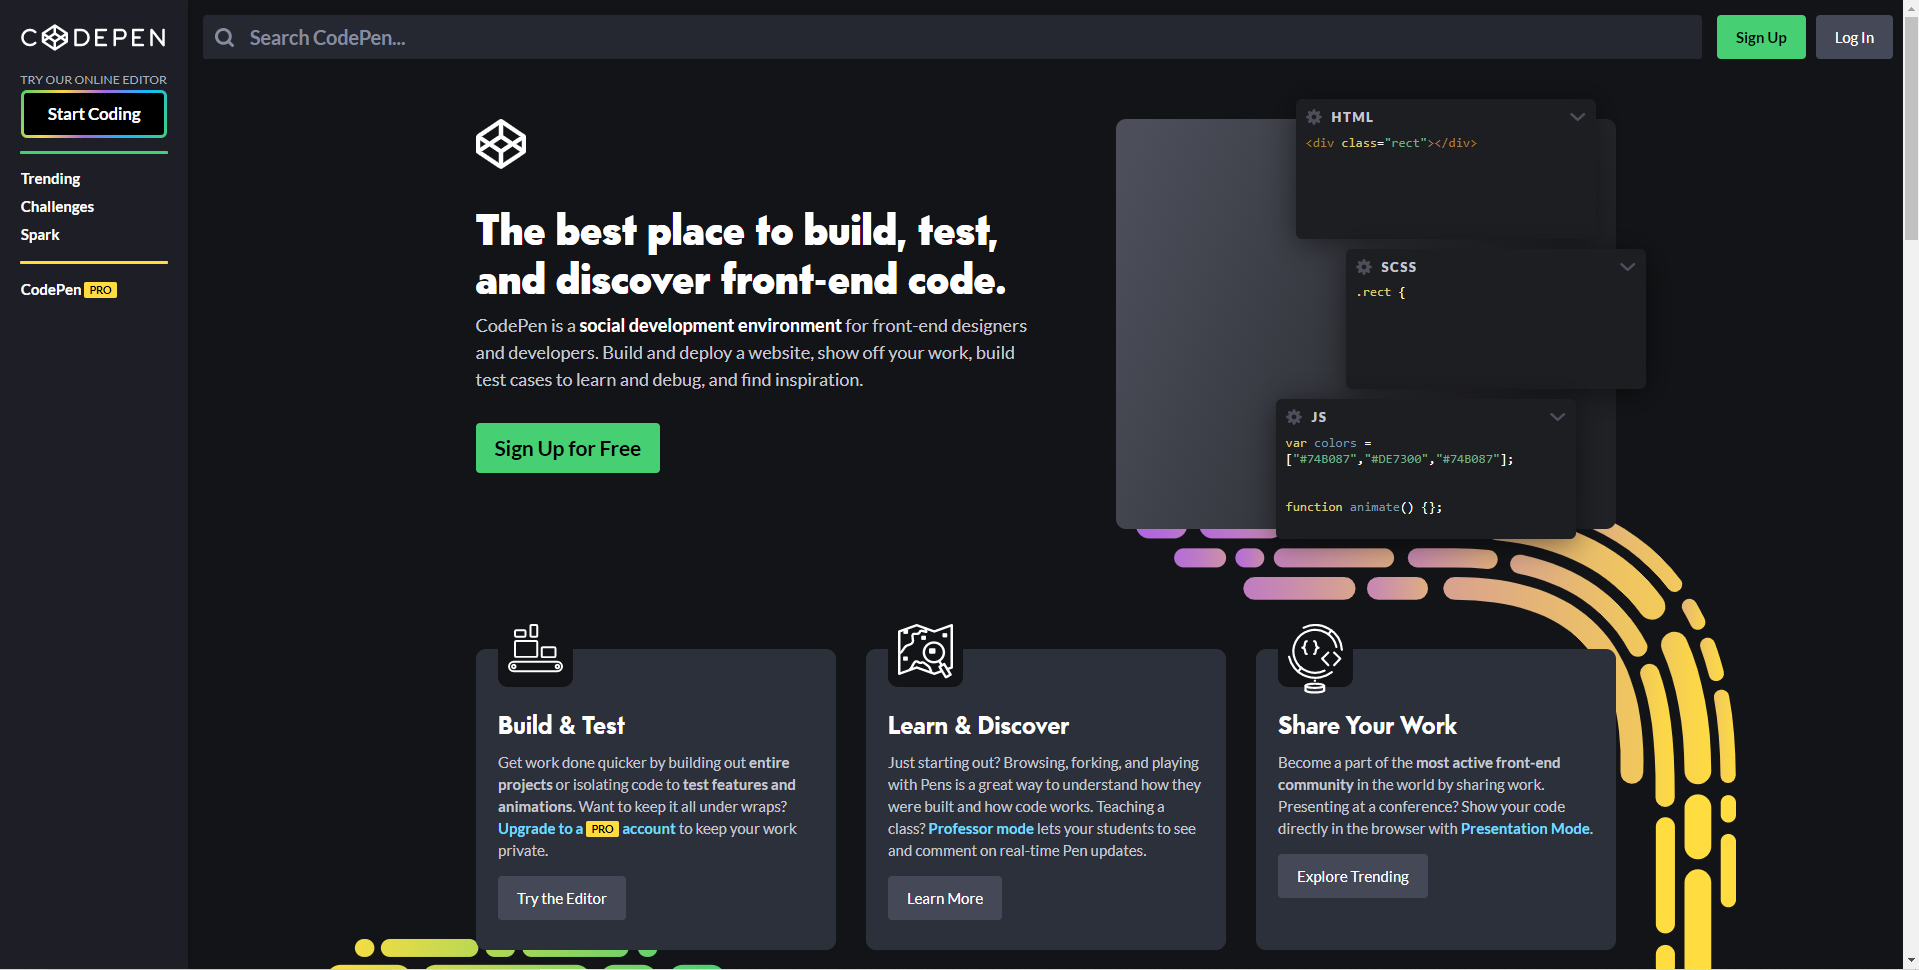 CODEPEN
TRY OUR ONLINE EDITOR
Start Coding
Trending
Challenges
Spark
CodePen PRO
Search CodePen...
Sign Up
Log In
The best place to build, test,
and discover front-end code.
CodePen is a social development environment for front-end designers
and developers. Build and deploy a website, show off your work, build
test cases to learn and debug, and find inspiration.
Sign Up for Free
HTML
<div class="rect"></div>
SCSS
.rect {
JS
var colors =
["#74B087","#DE7300","#74B087"];
function animate() {};
Build & Test
Get work done quicker by building out entire
projects or isolating code to test features and
animations. Want to keep it all under wraps?
Upgrade to a PRO account to keep your work
private.
Try the Editor
Learn & Discover
Just starting out? Browsing, forking, and playing
with Pens is a great way to understand how they
were built and how code works. Teaching a
class? Professor mode lets your students to see
and comment on real-time Pen updates.
Learn More
Share Your Work
Become a part of the most active front-end
community in the world by sharing work.
Presenting at a conference? Show your code
directly in the browser with Presentation Mode.
Explore Trending